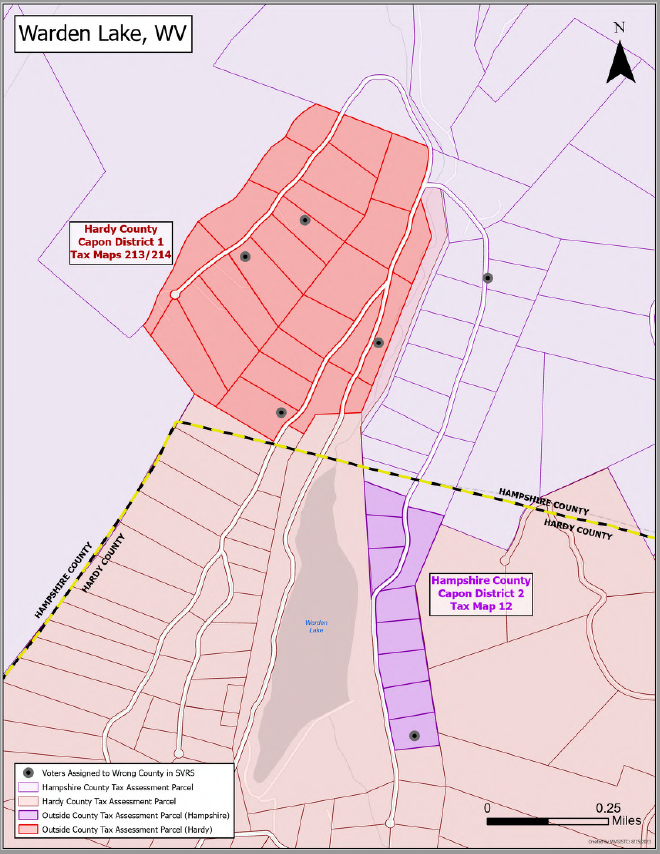 Warden Lake, WV
N
Hardy County
Capon District 1
Tax Maps 213/214
HAMPSHIRE COUNTY
HARDY COUNTY
HAMPSHIRE COUNTY
HARDY COUNTY
Hampshire County
Capon District 2
Tax Map 12
Warden
Lake
Voters Assigned to Wrong County in SVRS
Hampshire County Tax Assessment Parcel
Hardy County Tax Assessment Parcel
Outside County Tax Assessment Parcel (Hampshire)
Outside County Tax Assessment Parcel (Hardy)
0 0.25
Miles